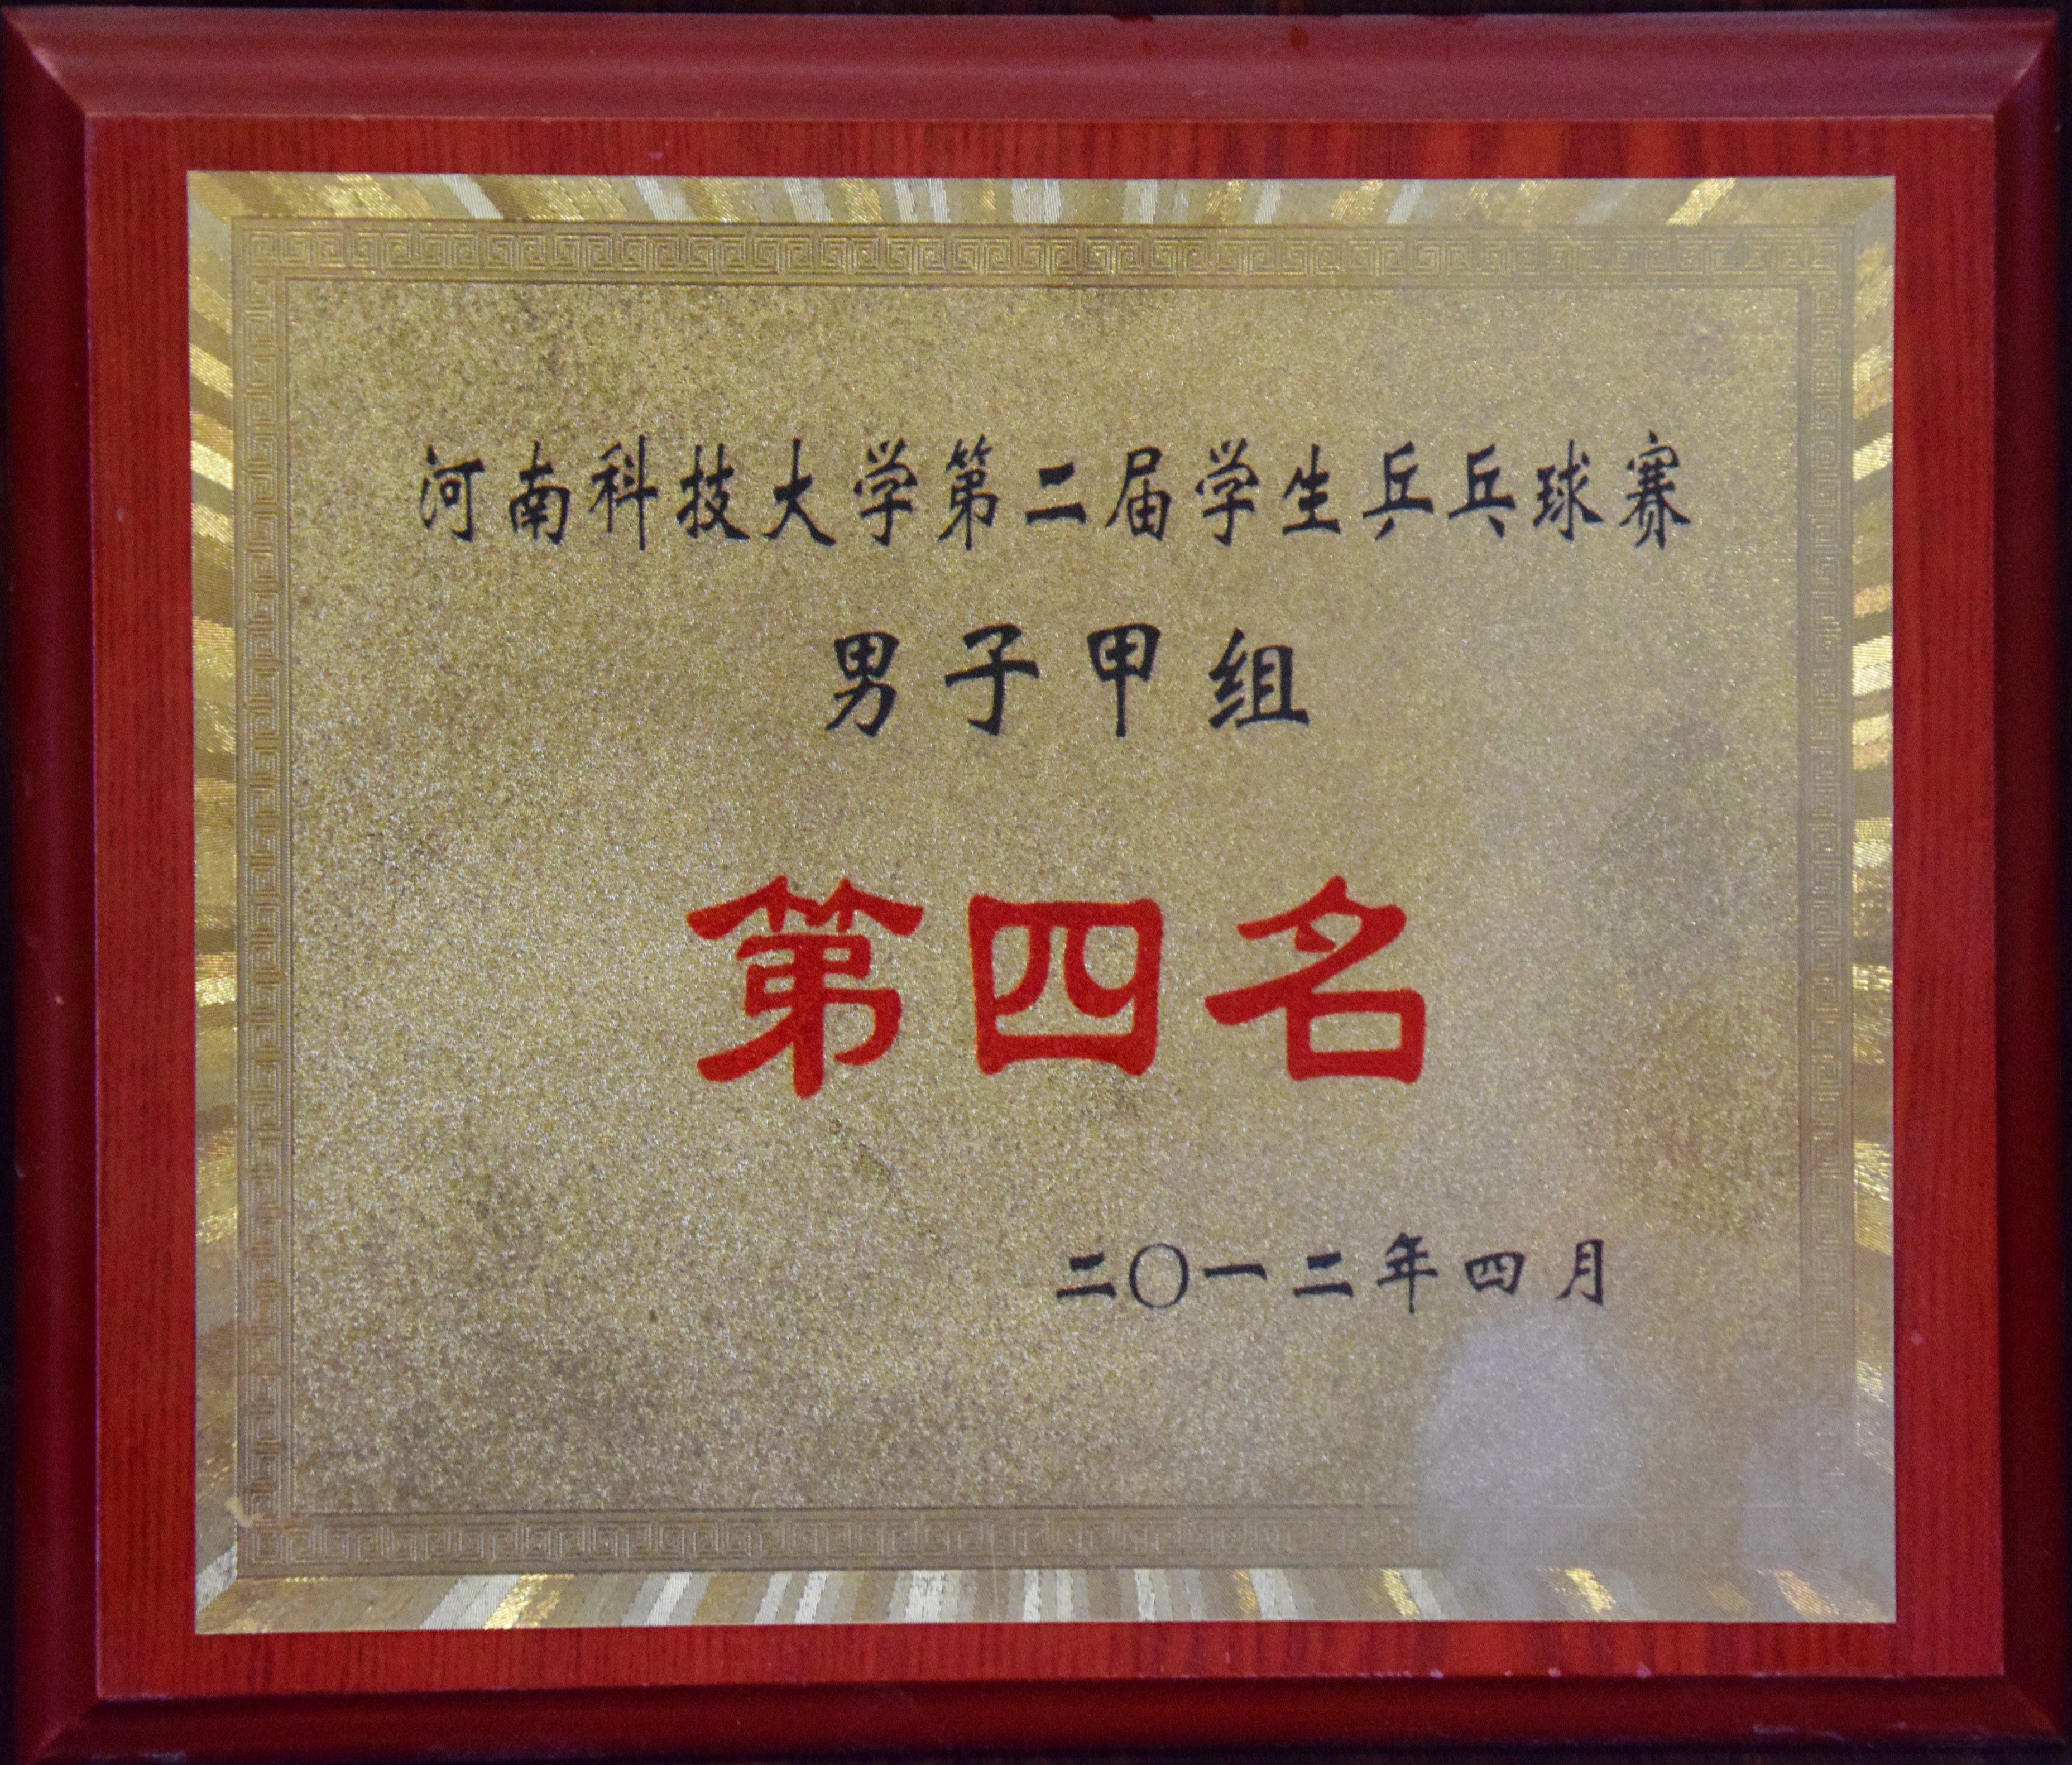 河南科技大学第二届学生乒乓球赛
男子甲组
第四名
二〇一二年四月